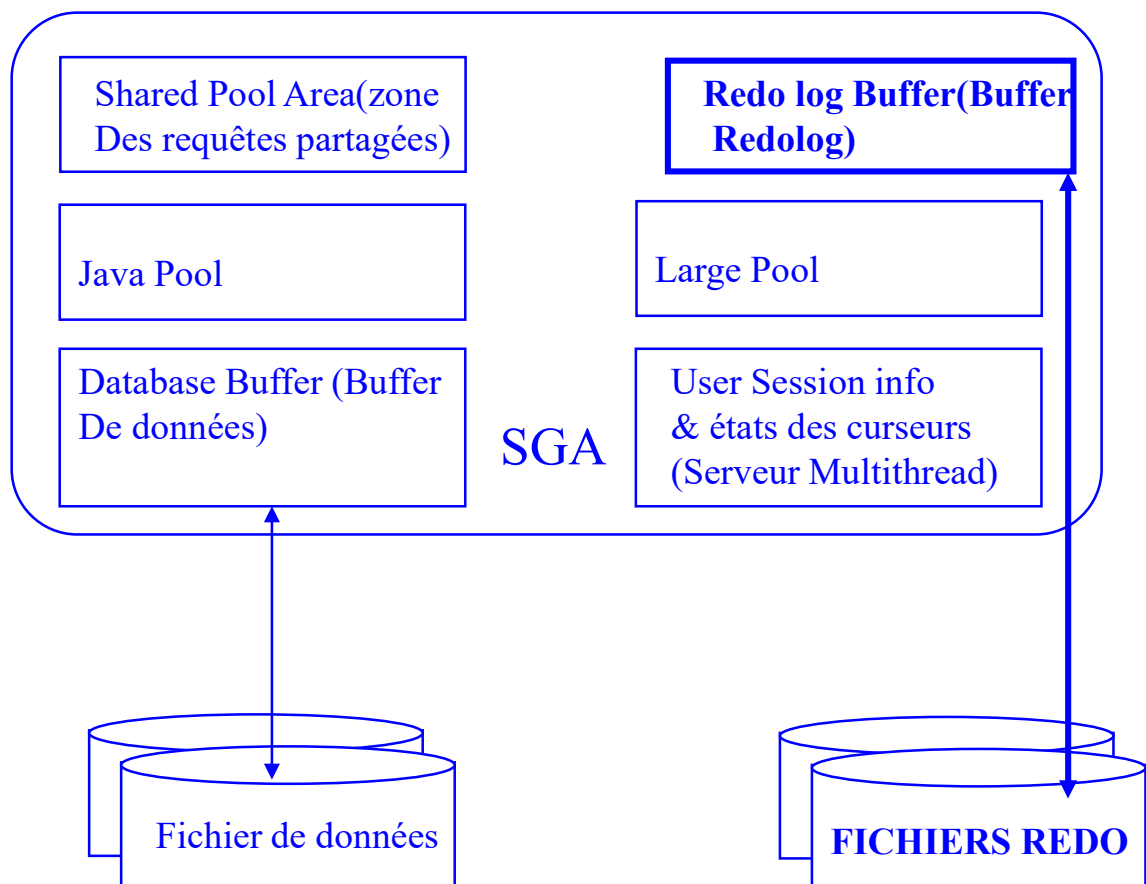 Shared Pool Area(zone
Des requêtes partagées)
Redo log Buffer(Buffer
Redolog)
Java Pool
Large Pool
Database Buffer (Buffer
De données)
SGA
User Session info
& états des curseurs
(Serveur Multithread)
Fichier de données
FICHIERS REDO